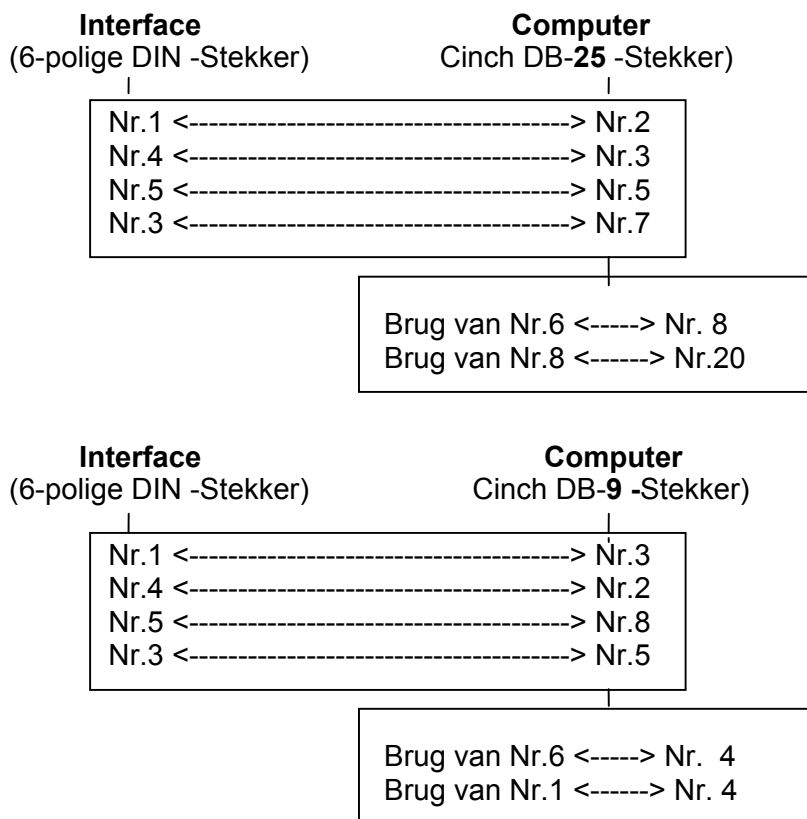 Interface Computer
(6-polige DIN -Stekker) Cinch DB-25 -Stekker)
Nr.1 <---------------------------------------> Nr.2
Nr.4 <---------------------------------------> Nr.3
Nr.5 <---------------------------------------> Nr.5
Nr.3 <---------------------------------------> Nr.7
Brug van Nr.6 <-----> Nr. 8
Brug van Nr.8 <------> Nr.20
Interface Computer
(6-polige DIN -Stekker) Cinch DB-9 -Stekker)
Nr.1 <---------------------------------------> Nr.3
Nr.4 <---------------------------------------> Nr.2
Nr.5 <---------------------------------------> Nr.8
Nr.3 <---------------------------------------> Nr.5
Brug van Nr.6 <-----> Nr. 4
Brug van Nr.1 <------> Nr. 4